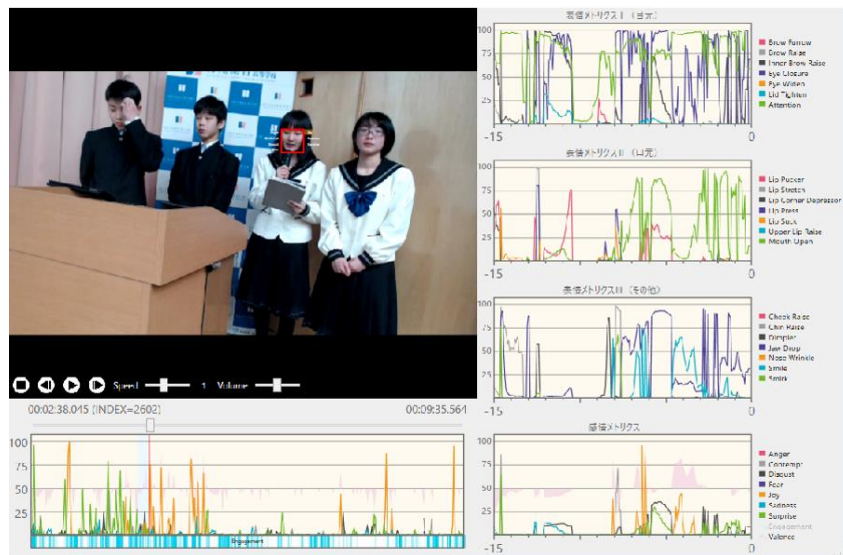 表情メトリクスⅠ（目元）
100
75
50
25
-15
0
Brow Furrow
Brow Raise
Inner Brow Raise
Eye Closure
Eye Widen
Lid Tighten
Attention
表情メトリクスII（口元）
100
75
50
25
-15
0
Lip Pucker
Lip Stretch
Lip Corner Depressor
Lip Press
Lip Suck
Upper Lip Raise
Mouth Open
表情メトリクスIII（その他）
100
75
50
25
-15
0
Cheek Raise
Chin Raise
Dimpler
Jaw Drop
Nose Wrinkle
Smile
Smirk
Speed
1
Volume
00:02:38.045 (INDEX=2602)
00:09:35.564
100
75
50
25
Engagement
感情メトリクス
100
75
50
25
-15
0
Anger
Contempt
Disgust
Fear
Joy
Sadness
Surprise
Engagement
Valence